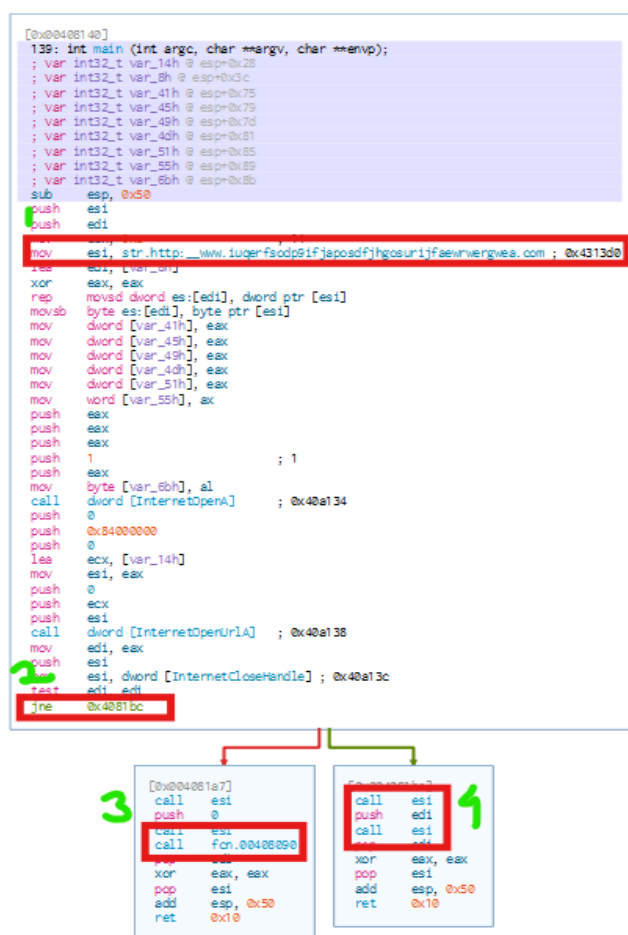 [0x00408140]
139: int main (int argc, char **argv, char **envp);
; var int32_t var_14h @ esp+0x28
; var int32_t var_8h @ esp+0x3c
; var int32_t var_41h @ esp+0x75
; var int32_t var_45h @ esp+0x79
; var int32_t var_49h @ esp+0x7d
; var int32_t var_4dh @ esp+0x81
; var int32_t var_51h @ esp+0x85
; var int32_t var_55h @ esp+0x89
; var int32_t var_6bh @ esp+0x8b
sub esp, 0x50
1
push esi
push edi
mov esi, str.http:__www.iuqerfsodp9ifjaposdfjhgosurijfaewrwergwea.com ; 0x4313d0
lea edi, [var_8h]
xor eax, eax
rep movsd dword es:[edi], dword ptr [esi]
movsb byte es:[edi], byte ptr [esi]
mov dword [var_41h], eax
mov dword [var_45h], eax
mov dword [var_49h], eax
mov dword [var_4dh], eax
mov dword [var_51h], eax
mov word [var_55h], ax
push eax
push eax
push eax
push 1 ; 1
push eax
mov byte [var_6bh], al
call dword [InternetOpenA] ; 0x40a134
push 0
push 0x84000000
push 0
lea ecx, [var_14h]
mov esi, eax
push 0
push ecx
push esi
call dword [InternetOpenUrlA] ; 0x40a138
mov edi, eax
push esi
2
esi, dword [InternetCloseHandle] ; 0x40a13c
test edi, edi
jne 0x4081bc
3
[0x004081a7]
call esi
push 0
call esi
call fcn.00408090
pop edi
xor eax, eax
pop esi
add esp, 0x50
ret 0x10
4
call esi
push edi
call esi
pop edi
xor eax, eax
pop esi
add esp, 0x50
ret 0x10